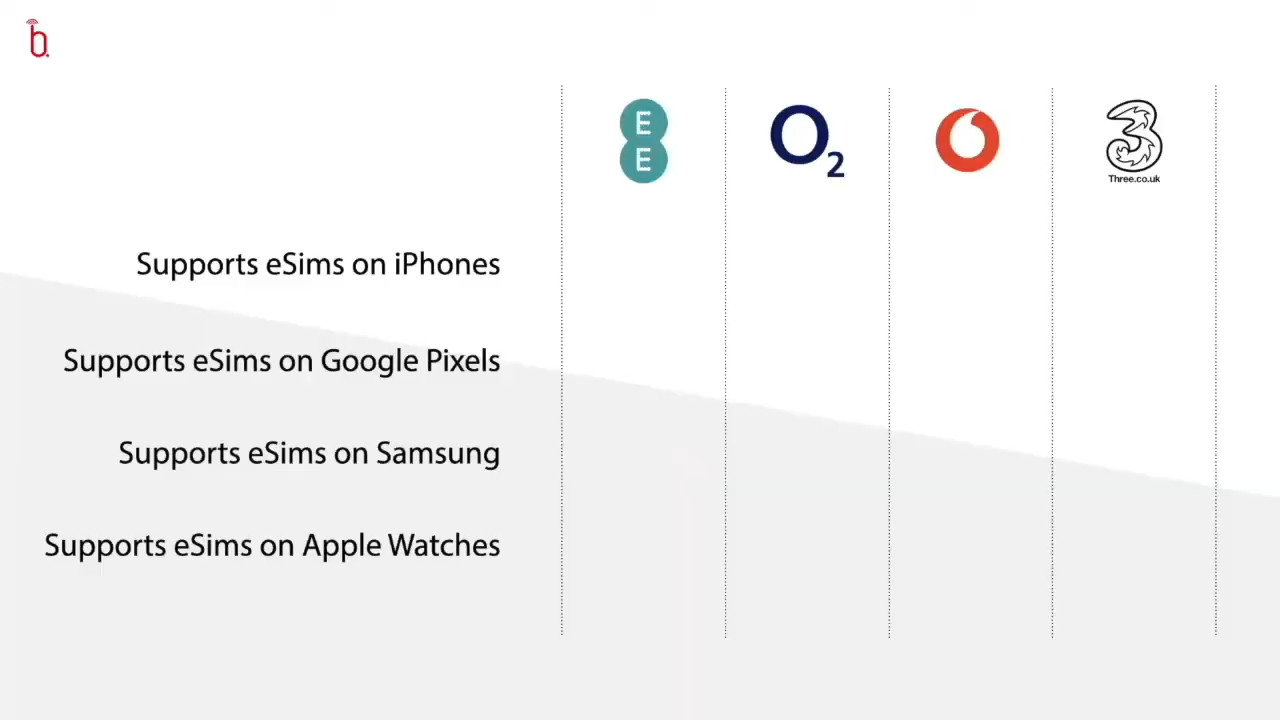 b.
E
E
O2
3
Three.co.uk
Supports eSims on iPhones
Supports eSims on Google Pixels
Supports eSims on Samsung
Supports eSims on Apple Watches